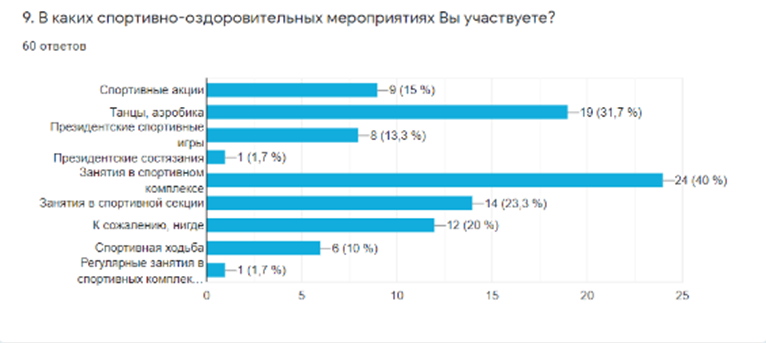 9. В каких спортивно-оздоровительных мероприятиях Вы участвуете?
60 ответов
Спортивные акции
9 (15 %)
Танцы, аэробика
19 (31,7 %)
Президентские спортивные
игры
8 (13,3 %)
Президентские состязания
1 (1,7 %)
Занятия в спортивном
комплексе
24 (40 %)
Занятия в спортивной секции
14 (23,3 %)
К сожалению, нигде
12 (20 %)
Спортивная ходьба
6 (10 %)
Регулярные занятия в
спортивных комплек...
1 (1,7 %)
0 5 10 15 20 25